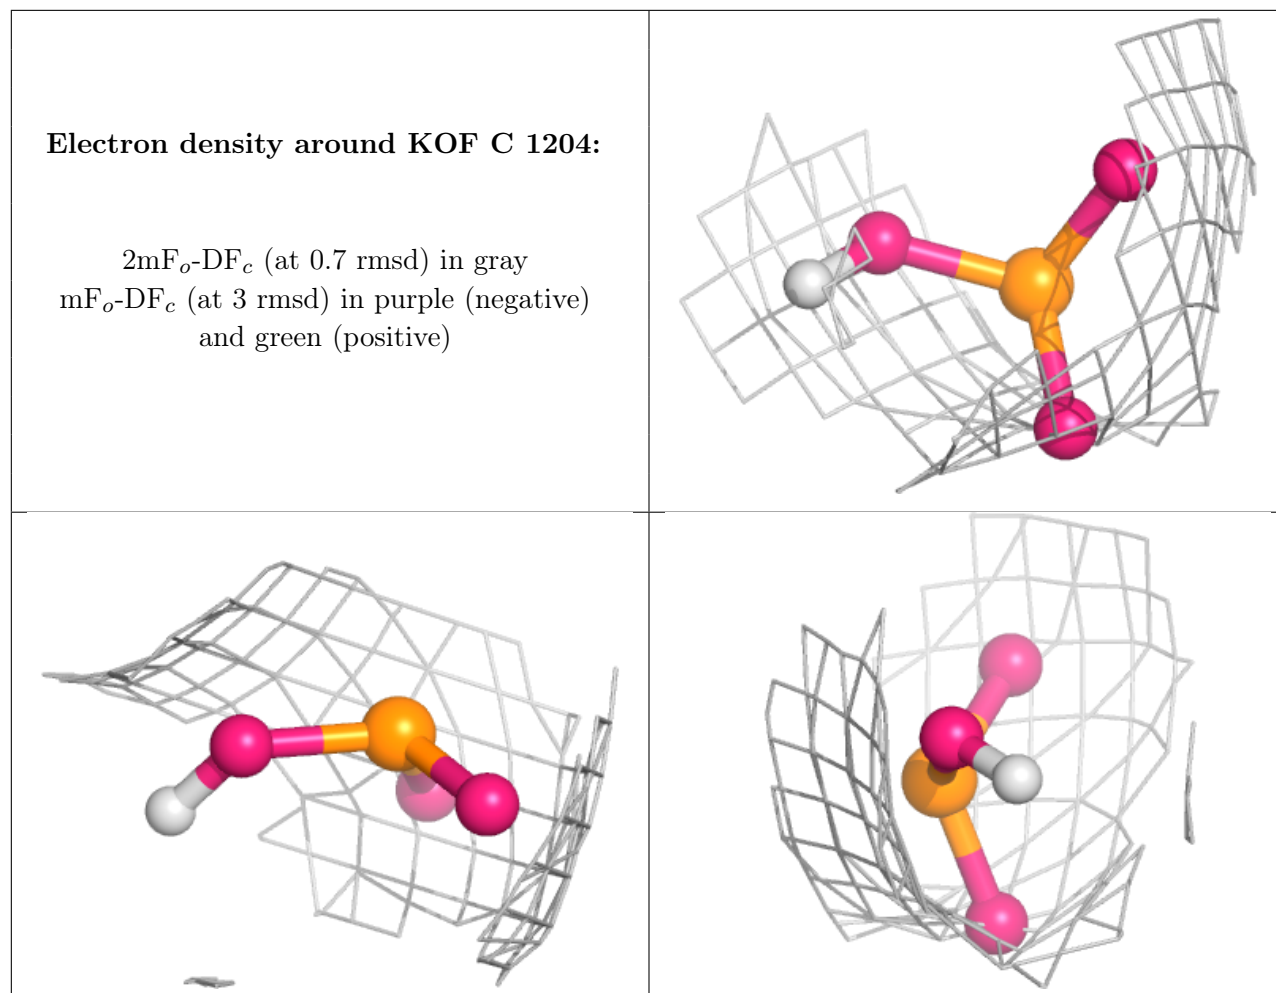 Electron density around KOF C 1204:
2mFₒ-DF𝒸 (at 0.7 rmsd) in gray
mFₒ-DF𝒸 (at 3 rmsd) in purple (negative)
and green (positive)